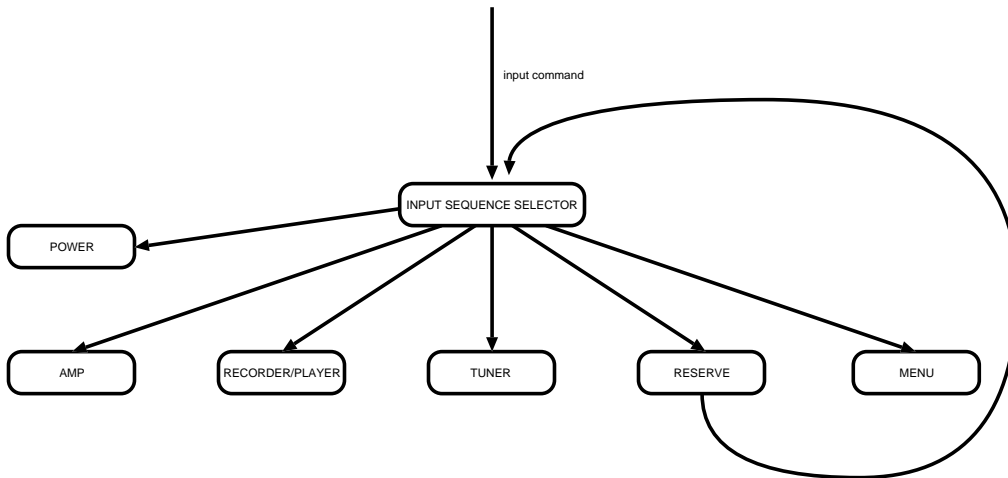 input command
INPUT SEQUENCE SELECTOR
POWER
AMP
RECORDER/PLAYER
TUNER
RESERVE
MENU